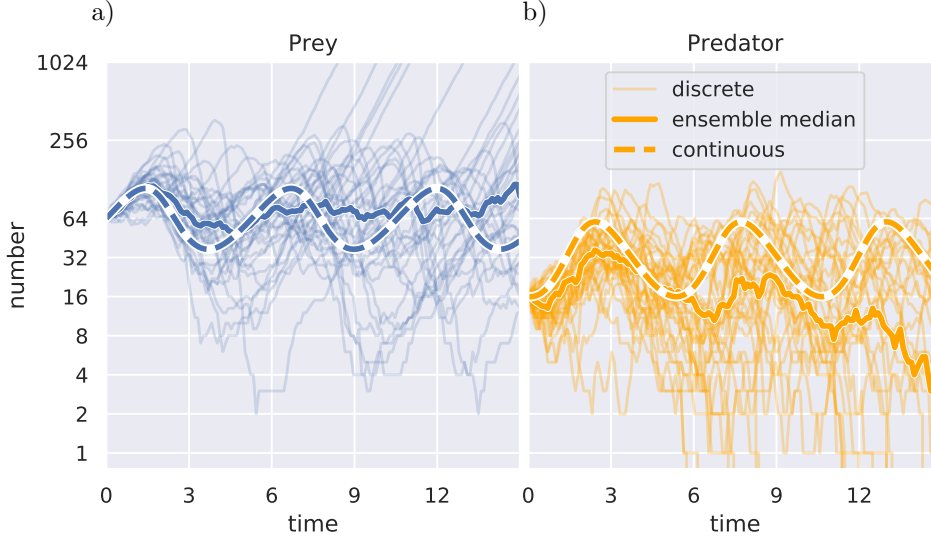 a)
b)
Prey
Predator
1024
256
64
32
16
8
4
2
1
number
0 3 6 9 12
time
discrete
ensemble median
continuous
0 3 6 9 12
time